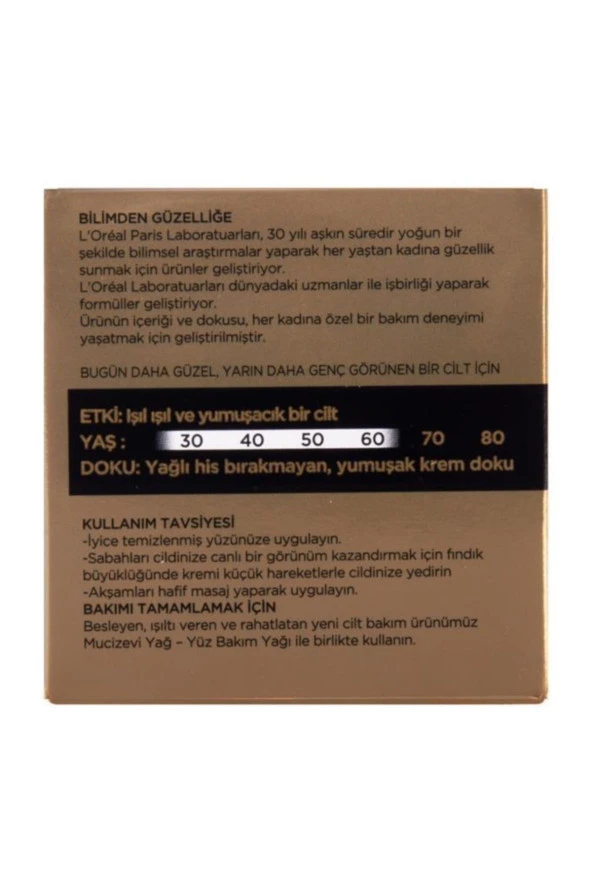 BİLİMDEN GÜZELLİĞE
L'Oréal Paris Laboratuarları, 30 yılı aşkın süredir yoğun bir
şekilde bilimsel araştırmalar yaparak her yaştan kadına güzellik
sunmak için ürünler geliştiriyor.
L'Oréal Laboratuarları dünyadaki uzmanlar ile işbirliği yaparak
formüller geliştiriyor.
Ürünün içeriği ve dokusu, her kadına özel bir bakım deneyimi
yaşatmak için geliştirilmiştir.
BUGÜN DAHA GÜZEL, YARIN DAHA GENÇ GÖRÜNEN BİR CİLT İÇİN
ETKİ: Işıl ışıl ve yumuşacık bir cilt
YAŞ : 30 40 50 60 70 80
DOKU: Yağlı his bırakmayan, yumuşak krem doku
KULLANIM TAVSİYESİ
-İyice temizlenmiş yüzünüze uygulayın.
-Sabahları cildinize canlı bir görünüm kazandırmak için fındık
büyüklüğünde kremi küçük hareketlerle cildinize yedirin
-Akşamları hafif masaj yaparak uygulayın.
BAKIMI TAMAMLAMAK İÇİN
Besleyen, ışıltı veren ve rahatlatan yeni cilt bakım ürünümüz
Mucizevi Yağ – Yüz Bakım Yağı ile birlikte kullanın.